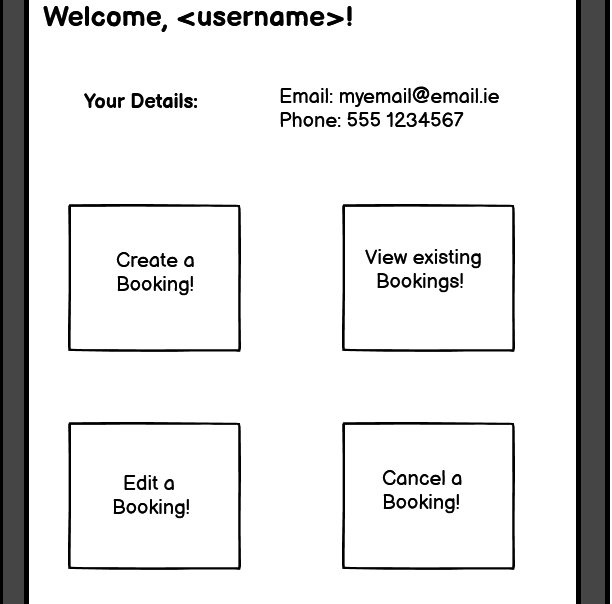 Welcome, <username>!
Your Details:
Email: myemail@email.ie
Phone: 555 1234567
Create a
Booking!
View existing
Bookings!
Edit a
Booking!
Cancel a
Booking!